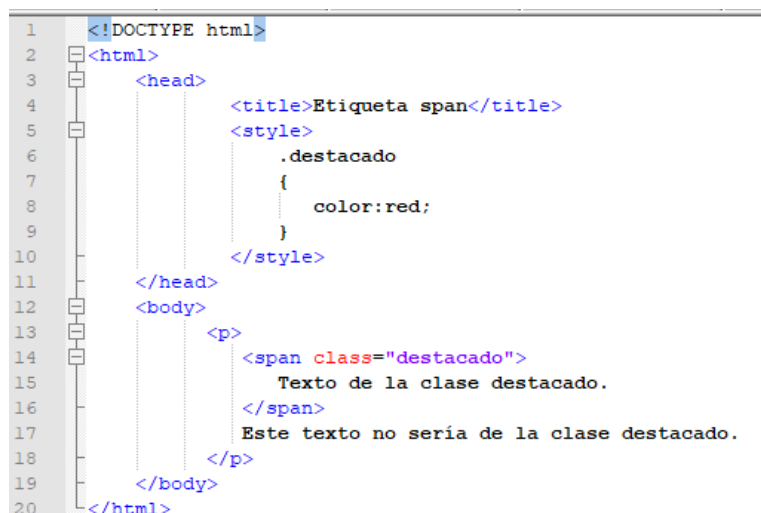 1 <!DOCTYPE html>
2 <html>
3 <head>
4 <title>Etiqueta span</title>
5 <style>
6 .destacado
7 {
8 color:red;
9 }
10 </style>
11 </head>
12 <body>
13 <p>
14 <span class="destacado">
15 Texto de la clase destacado.
16 </span>
17 Este texto no sería de la clase destacado.
18 </p>
19 </body>
20 </html>